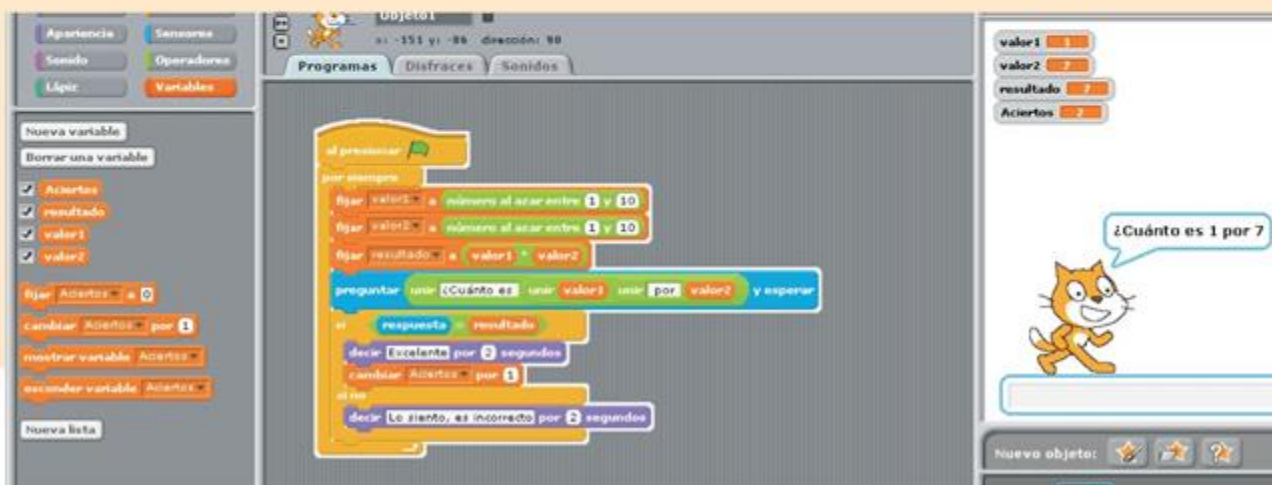 Apariencia Sensores
Sonido Operadores
Lápiz Variables
Nueva variable
Borrar una variable
Aciertos
resultado
valor1
valor2
fijar Aciertos a 0
cambiar Aciertos por 1
mostrar variable Aciertos
esconder variable Aciertos
Nueva lista
Objeto1
x: -151 y: -86 dirección: 90
Programas Disfraces Sonidos
al presionar
por siempre
fijar valor1 a número al azar entre 1 y 10
fijar valor2 a número al azar entre 1 y 10
fijar resultado a valor1 * valor2
preguntar unir ¿Cuánto es unir valor1 unir por valor2 y esperar
si respuesta = resultado
decir Excelente por 2 segundos
cambiar Aciertos por 1
si no
decir Lo siento, es incorrecto por 2 segundos
valor1 1
valor2 7
resultado 7
Aciertos 2
¿Cuánto es 1 por 7
Nuevo objeto: